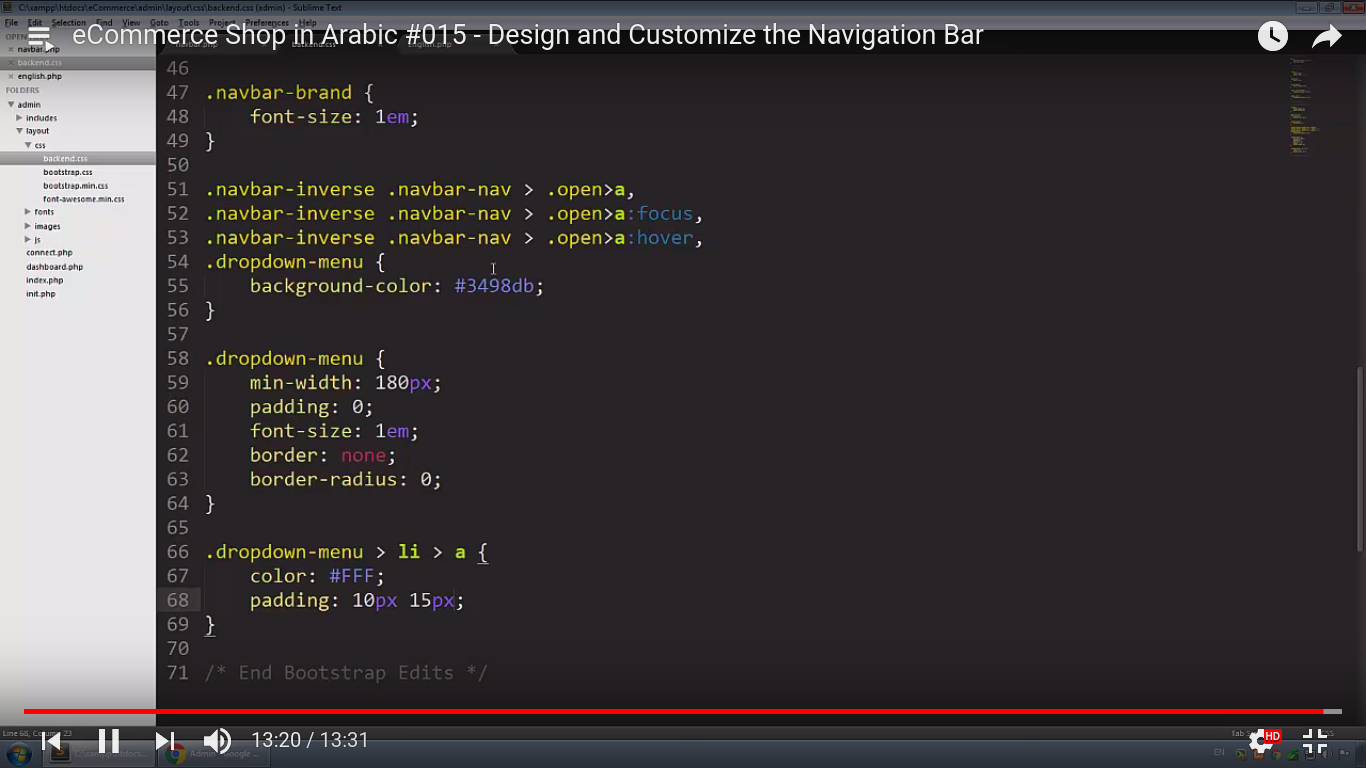 C:\xampp\htdocs\eCommerce\admin\layout\css\backend.css (admin) - Sublime Text
File Edit Selection Find View Goto Tools Project Preferences Help
eCommerce Shop in Arabic #015 - Design and Customize the Navigation Bar
navbar.php
backend.css
english.php
navbar.php
backend.css
english.php
FOLDERS
admin
includes
layout
css
backend.css
bootstrap.css
bootstrap.min.css
font-awesome.min.css
fonts
images
js
connect.php
dashboard.php
index.php
init.php
46
47 .navbar-brand {
48 font-size: 1em;
49 }
50
51 .navbar-inverse .navbar-nav > .open>a,
52 .navbar-inverse .navbar-nav > .open>a:focus,
53 .navbar-inverse .navbar-nav > .open>a:hover,
54 .dropdown-menu {
55 background-color: #3498db;
56 }
57
58 .dropdown-menu {
59 min-width: 180px;
60 padding: 0;
61 font-size: 1em;
62 border: none;
63 border-radius: 0;
64 }
65
66 .dropdown-menu > li > a {
67 color: #FFF;
68 padding: 10px 15px;
69 }
70
71 /* End Bootstrap Edits */
13:20 / 13:31
HD
EN